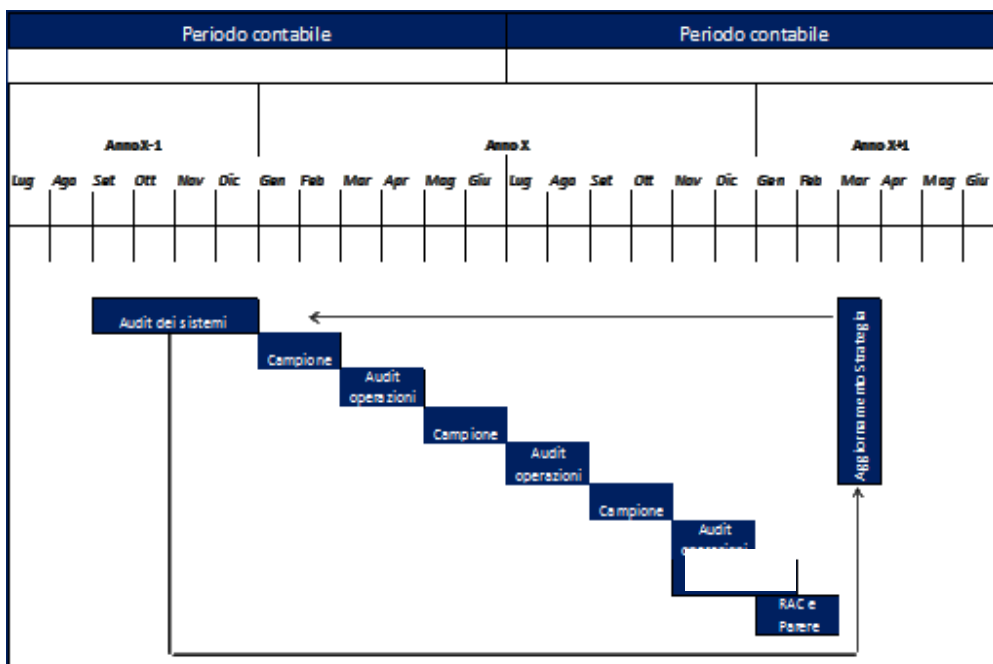 Periodo contabile Periodo contabile
Anno X-1 Anno X Anno X+1
Lug Ago Set Ott Nov Dic Gen Feb Mar Apr Mag Giu Lug Ago Set Ott Nov Dic Gen Feb Mar Apr Mag Giu
Audit dei sistemi
Campione
Audit
operazioni
Campione
Audit
operazioni
Campione
Audit
operazioni
RAC e
Parere
Aggiornamento Strategia